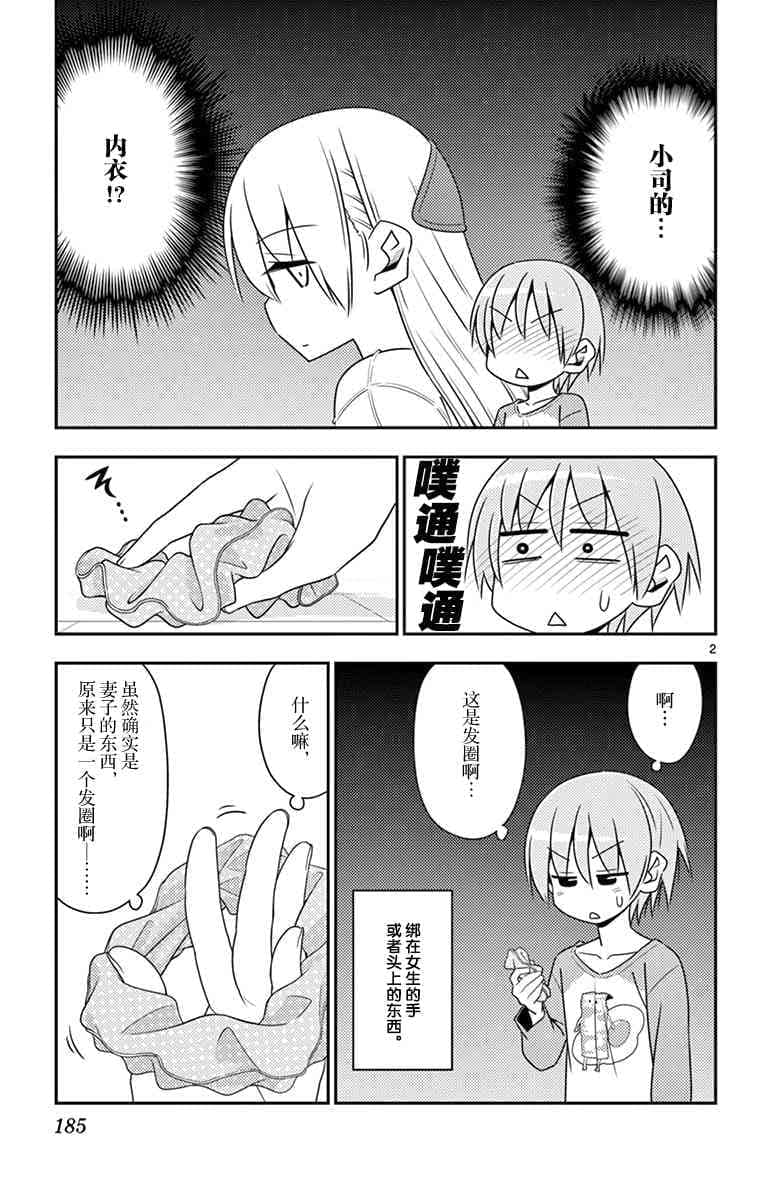 小司的…
内衣!?
噗通噗通
2
啊…
这是发圈啊…
绑在女生的手
或者头上的东西。
什么嘛，
虽然确实是
妻子的东西，
原来只是一个发圈啊——……
185